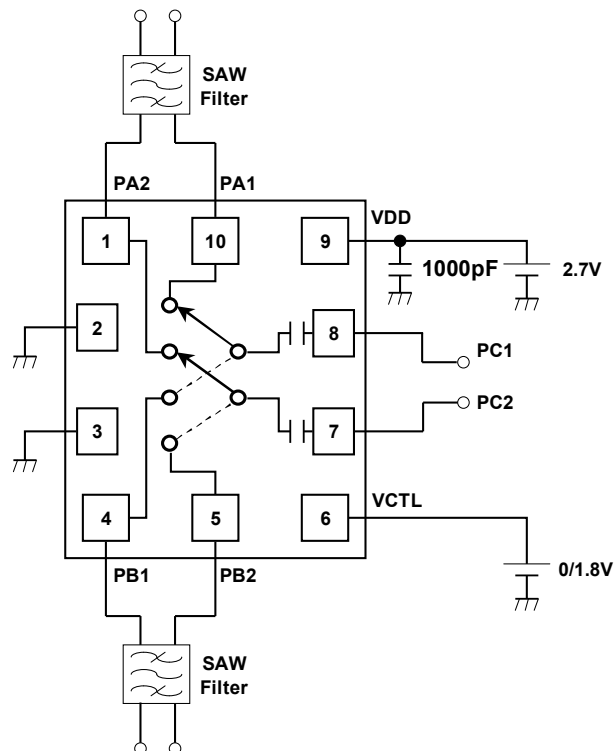 SAW
Filter
PA2
PA1
VDD
1
10
9
1000pF
2.7V
2
8
PC1
PC2
3
7
4
5
6
VCTL
PB1
PB2
0/1.8V
SAW
Filter